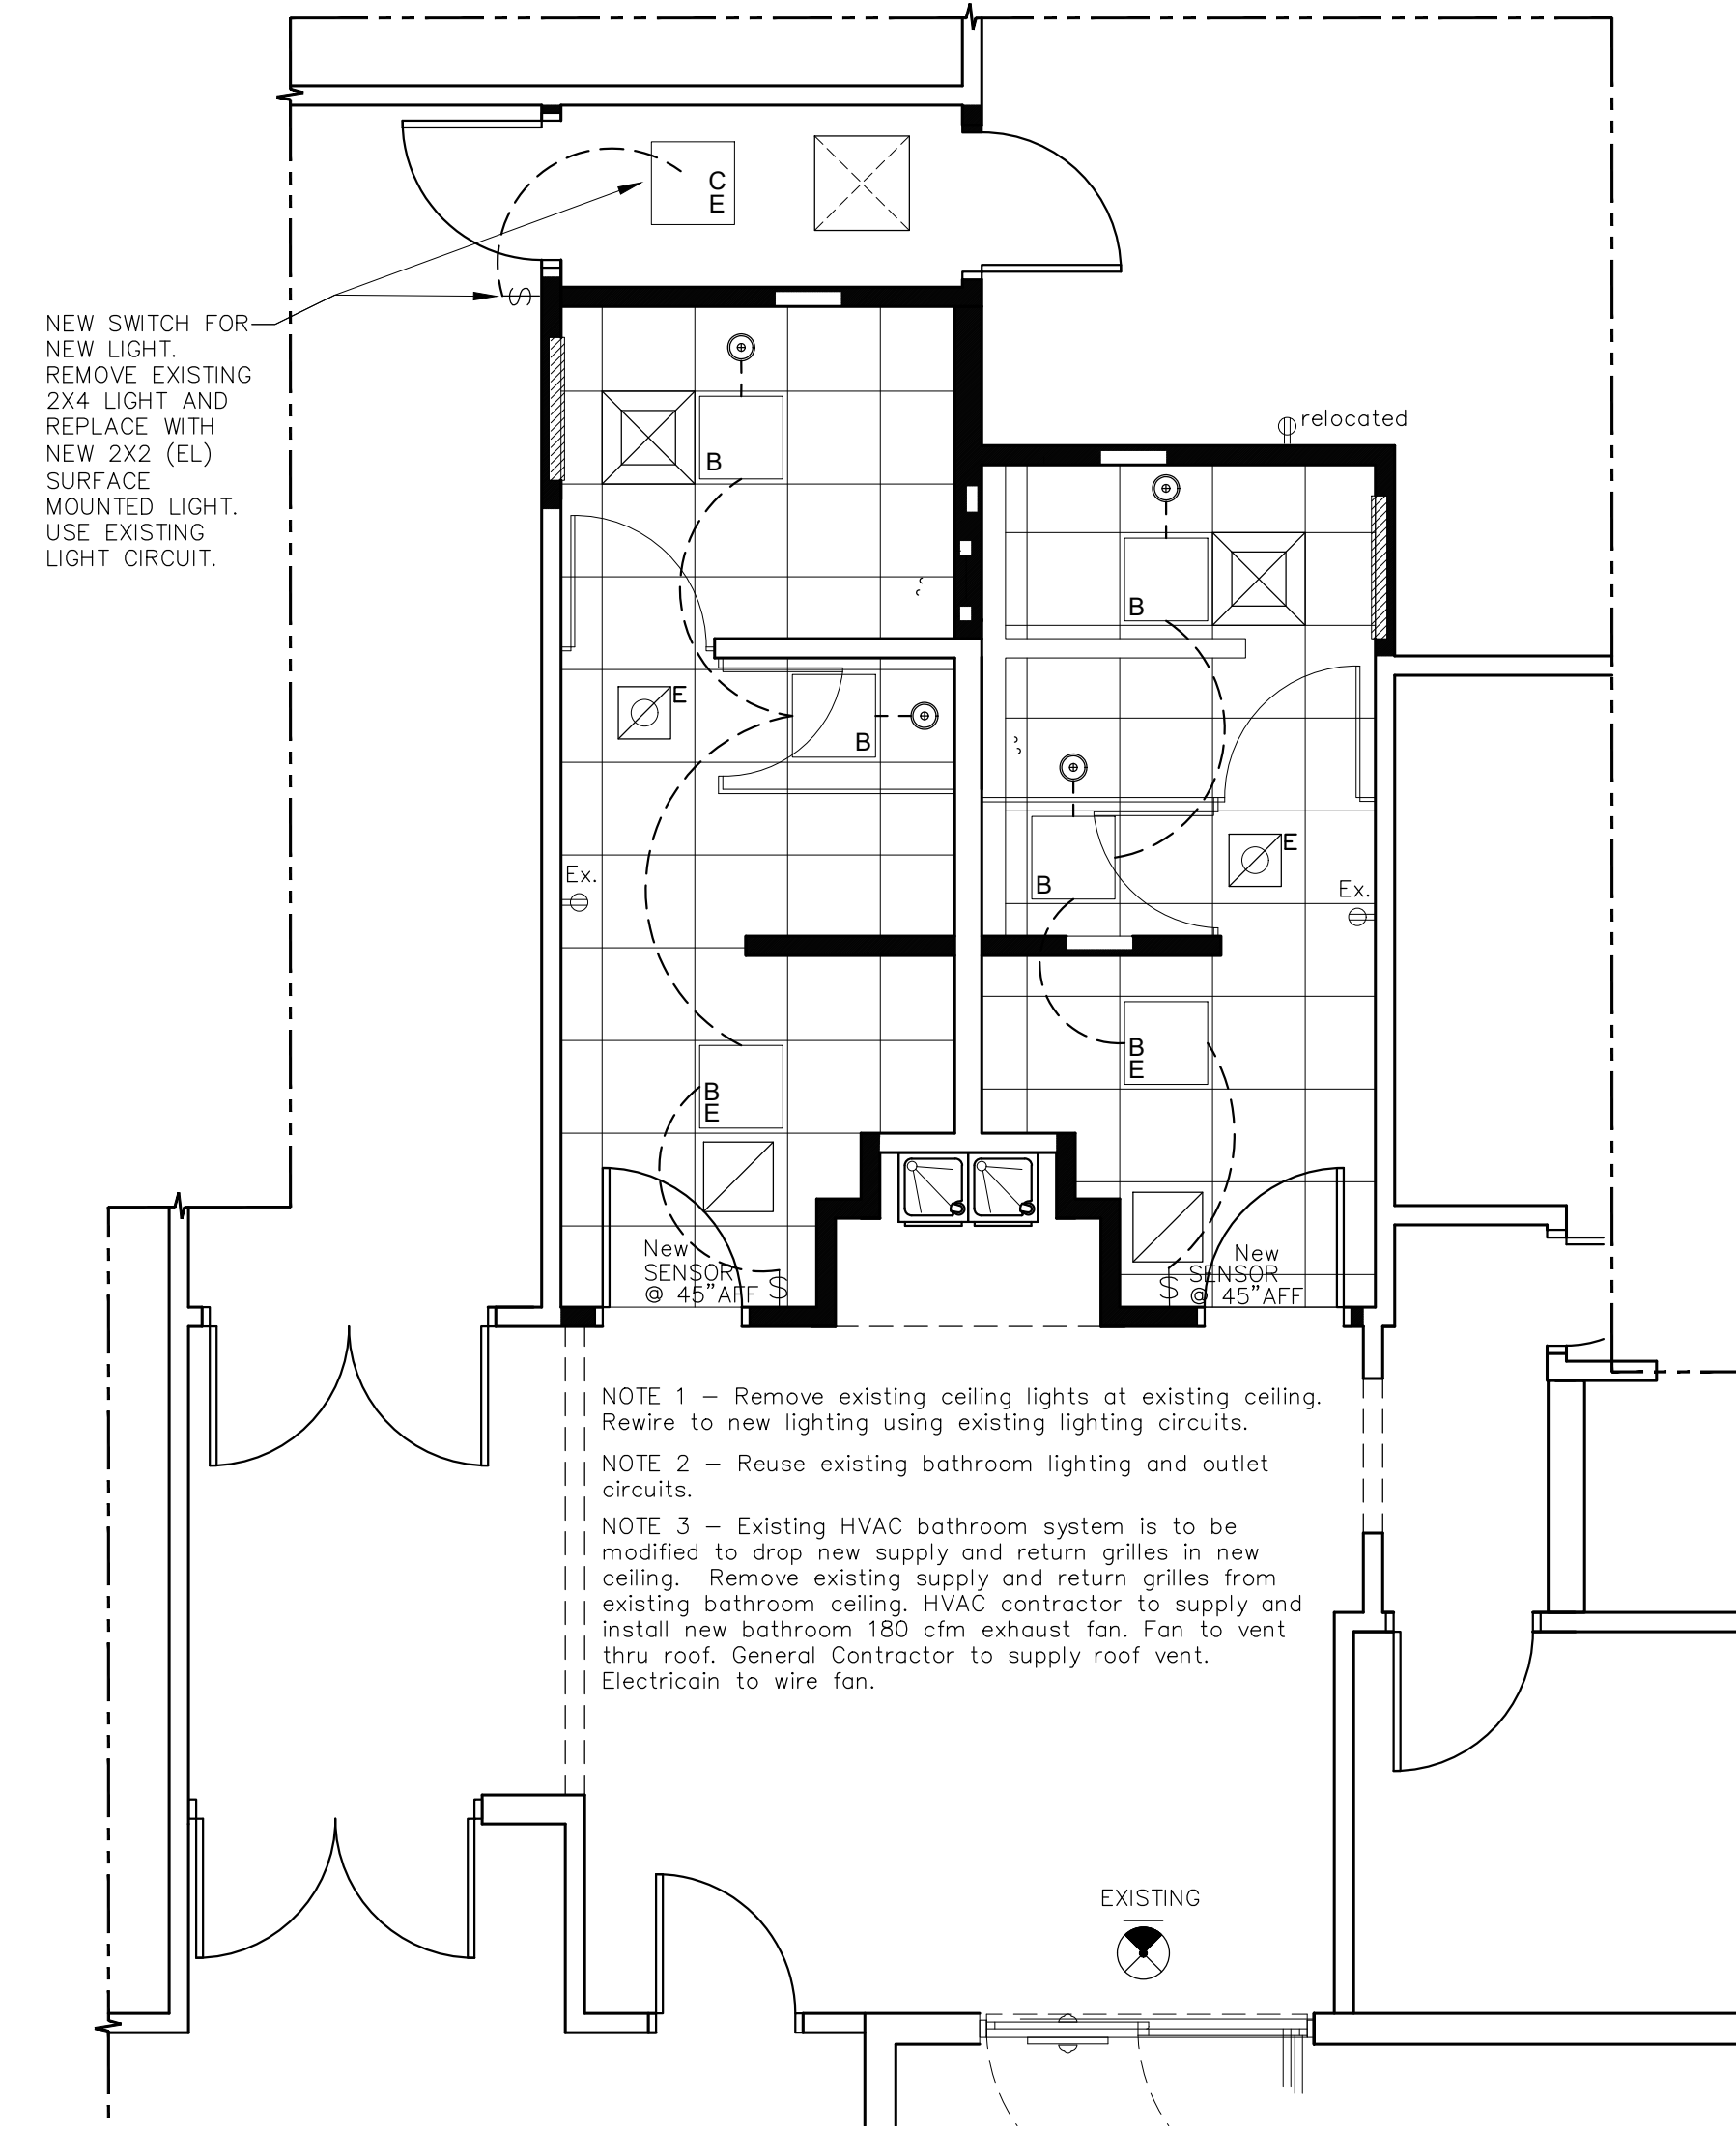 C
E
NEW SWITCH FOR
NEW LIGHT.
REMOVE EXISTING
2X4 LIGHT AND
REPLACE WITH
NEW 2X2 (EL)
SURFACE
MOUNTED LIGHT.
USE EXISTING
LIGHT CIRCUIT.
S
relocated
B
B
E
B
E
B
Ex.
Ex.
B
E
B
E
New
SENSOR
@ 45"AFF
S
New
SENSOR
@ 45"AFF
S
NOTE 1 – Remove existing ceiling lights at existing ceiling.
Rewire to new lighting using existing lighting circuits.
NOTE 2 – Reuse existing bathroom lighting and outlet
circuits.
NOTE 3 – Existing HVAC bathroom system is to be
modified to drop new supply and return grilles in new
ceiling. Remove existing supply and return grilles from
existing bathroom ceiling. HVAC contractor to supply and
install new bathroom 180 cfm exhaust fan. Fan to vent
thru roof. General Contractor to supply roof vent.
Electricain to wire fan.
EXISTING